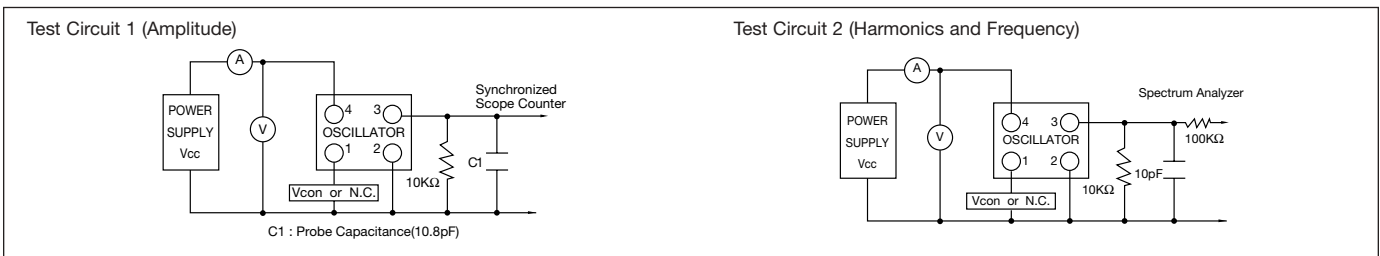 Test Circuit 1 (Amplitude)
A
POWER
SUPPLY
Vcc
V
4 3
OSCILLATOR
1 2
Vcon or N.C.
10KΩ
C1
Synchronized
Scope Counter
C1 : Probe Capacitance(10.8pF)
Test Circuit 2 (Harmonics and Frequency)
A
POWER
SUPPLY
Vcc
V
4 3
OSCILLATOR
1 2
Vcon or N.C.
10KΩ
10pF
Spectrum Analyzer
100KΩ